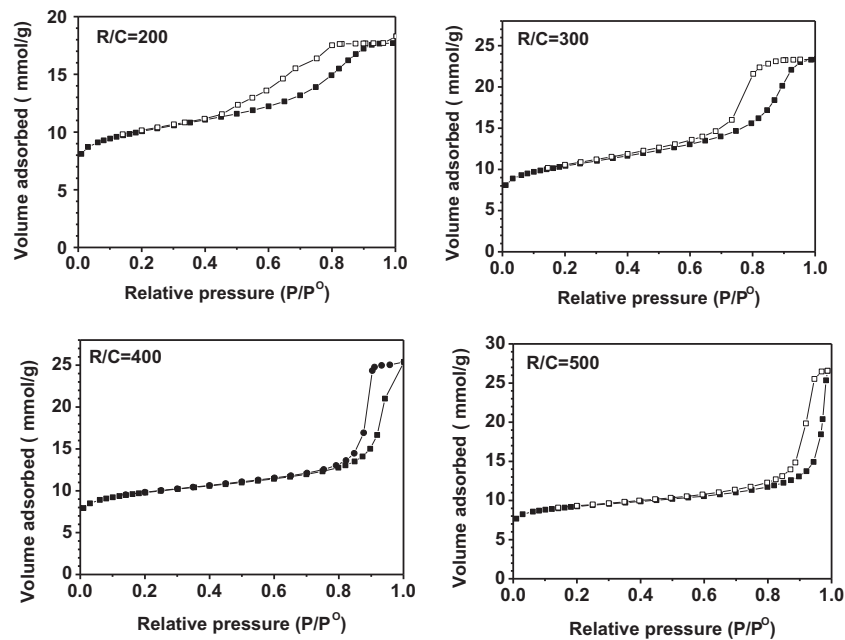 R/C=200
20
15
10
5
0
0.0 0.2 0.4 0.6 0.8 1.0
Volume adsorbed ( mmol/g)
Relative pressure (P/P^O)
R/C=300
25
20
15
10
5
0
0.0 0.2 0.4 0.6 0.8 1.0
Volume adsorbed ( mmol/g)
Relative pressure (P/P^O)
R/C=400
25
20
15
10
5
0
0.0 0.2 0.4 0.6 0.8 1.0
Volume adsorbed ( mmol/g)
Relative pressure (P/P^O)
R/C=500
30
25
20
15
10
5
0
0.0 0.2 0.4 0.6 0.8 1.0
Volume adsorbed ( mmol/g)
Relative pressure (P/P^O)